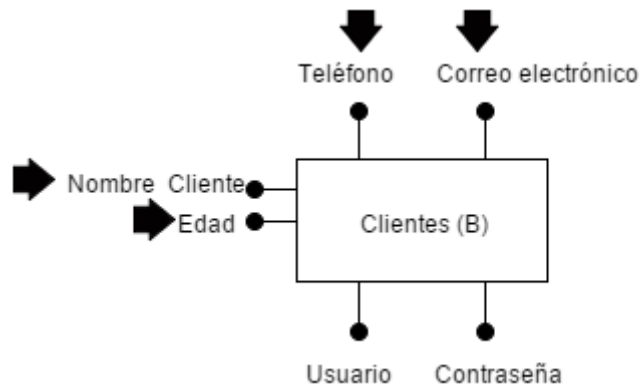 Teléfono
Correo electrónico
Nombre Cliente
Edad
Clientes (B)
Usuario
Contraseña